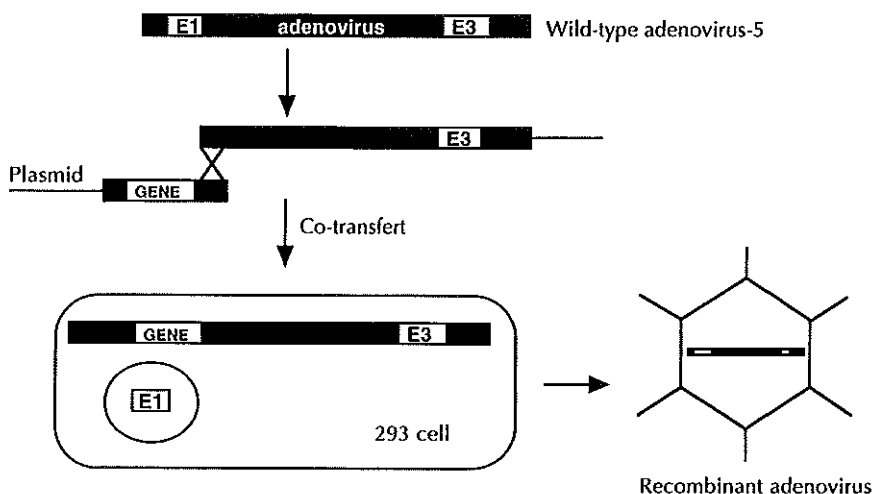 E1 adenovirus E3 Wild-type adenovirus-5
E3
Plasmid
GENE
Co-transfert
GENE E3
E1
293 cell
Recombinant adenovirus